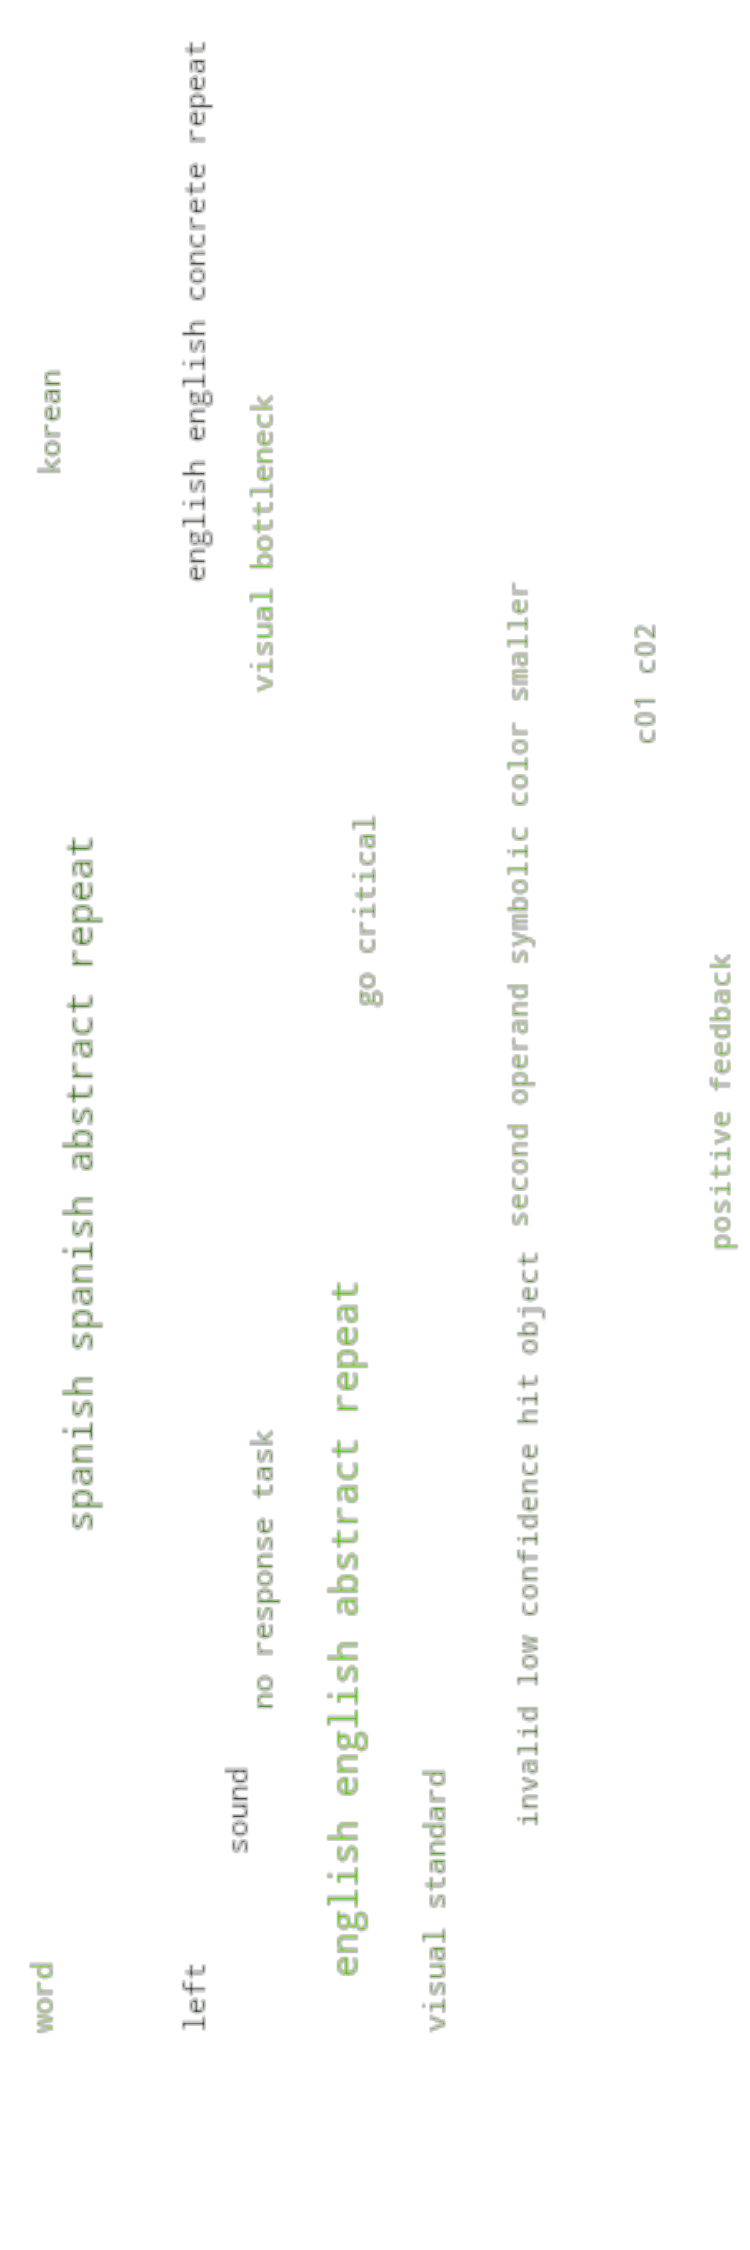 word
korean
spanish spanish abstract repeat
left
english english concrete repeat
sound
no response task
visual bottleneck
english english abstract repeat
go critical
visual standard
invalid low confidence hit object
second operand symbolic color smaller
c01 c02
positive feedback